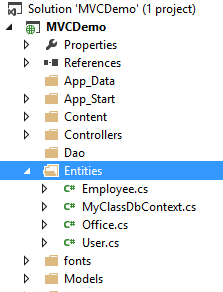 Solution 'MVCDemo' (1 project)
MVCDemo
Properties
References
App_Data
App_Start
Content
Controllers
Dao
Entities
C# Employee.cs
C# MyClassDbContext.cs
C# Office.cs
C# User.cs
fonts
Models